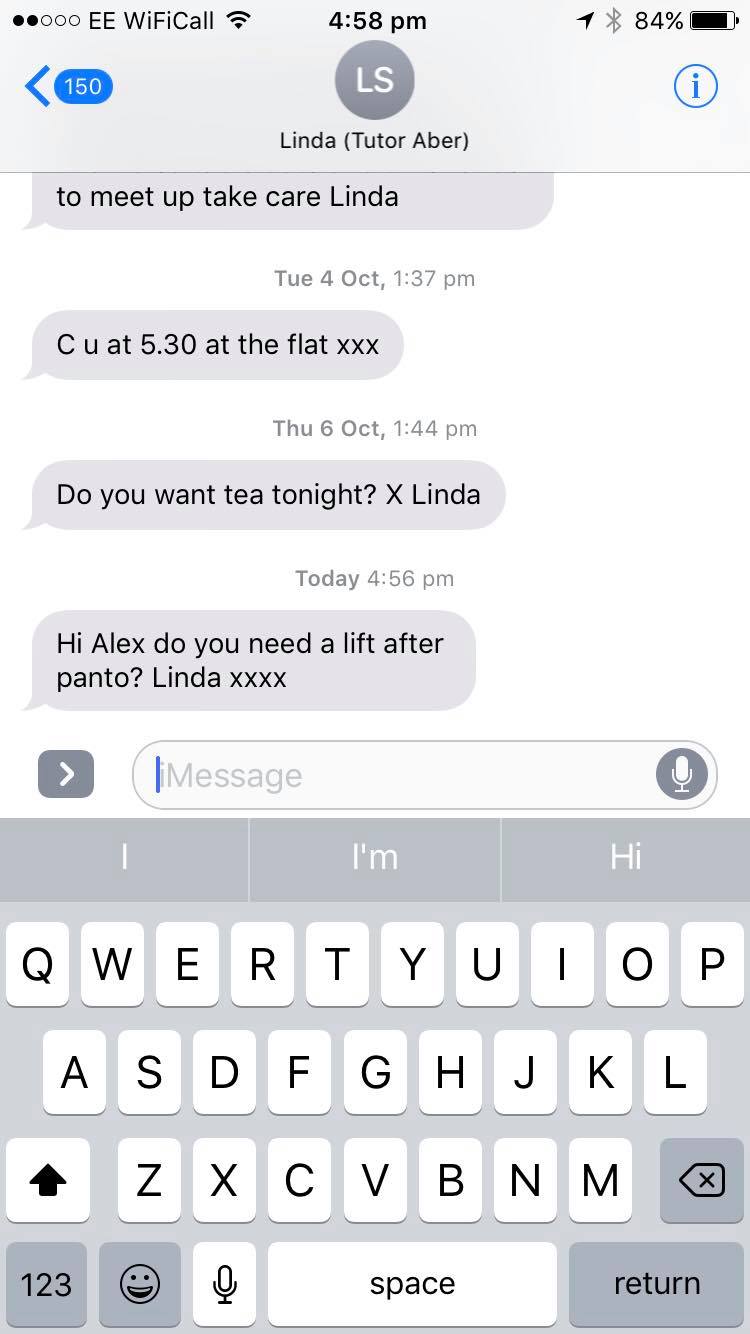 EE WiFiCall 4:58 pm 84%
150
LS
Linda (Tutor Aber)
to meet up take care Linda
Tue 4 Oct, 1:37 pm
C u at 5.30 at the flat xxx
Thu 6 Oct, 1:44 pm
Do you want tea tonight? X Linda
Today 4:56 pm
Hi Alex do you need a lift after
panto? Linda xxxx
iMessage
I I'm Hi
Q W E R T Y U I O P
A S D F G H J K L
Z X C V B N M
123 space return